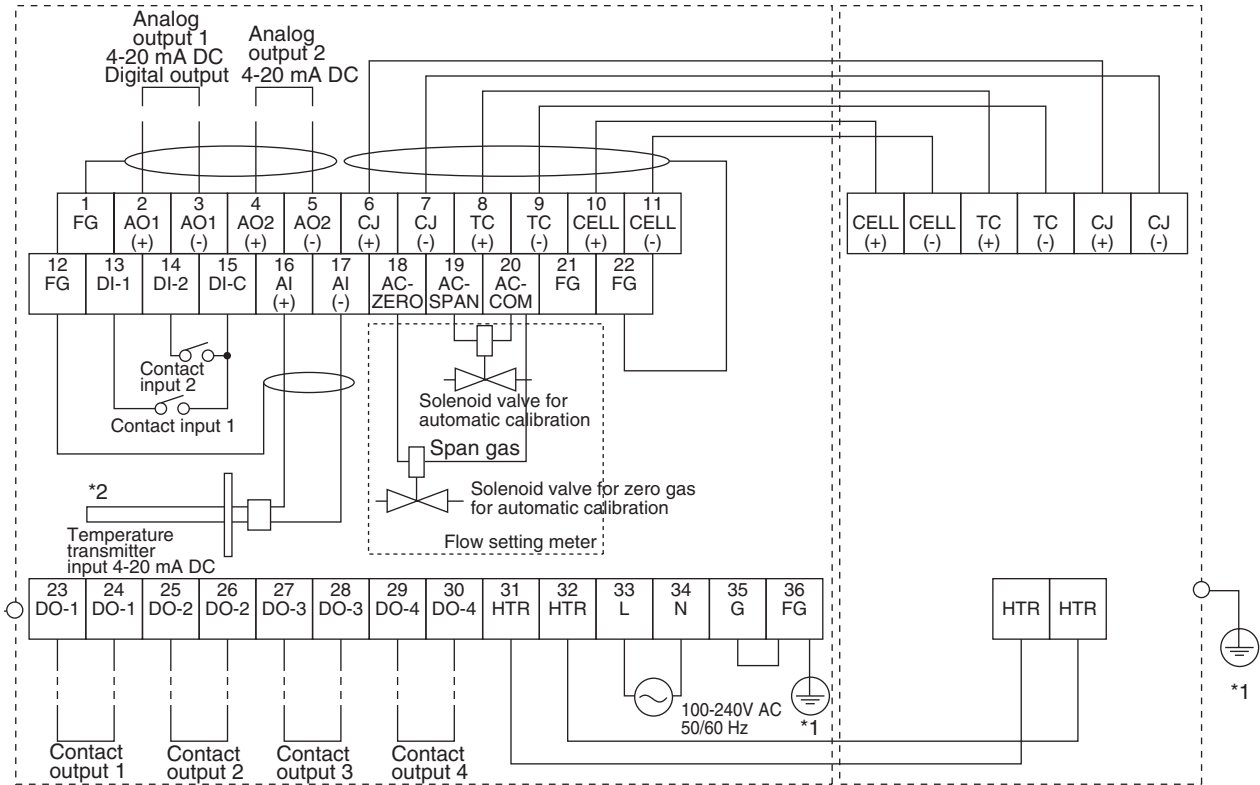 Analog
output 1
4-20 mA DC
Digital output
Analog
output 2
4-20 mA DC
1 2 3 4 5 6 7 8 9 10 11
FG AO1 AO1 AO2 AO2 CJ CJ TC TC CELL CELL
(+) (-) (+) (-) (+) (-) (+) (-) (+) (-)
CELL CELL TC TC CJ CJ
(+) (-) (+) (-) (+) (-)
12 13 14 15 16 17 18 19 20 21 22
FG DI-1 DI-2 DI-C AI AI AC- AC- AC- FG FG
(+) (-) ZERO SPAN COM
Contact
input 2
Contact input 1
Solenoid valve for
automatic calibration
Span gas
Solenoid valve for zero gas
for automatic calibration
Flow setting meter
*2
Temperature
transmitter
input 4-20 mA DC
23 24 25 26 27 28 29 30 31 32 33 34 35 36
DO-1 DO-1 DO-2 DO-2 DO-3 DO-3 DO-4 DO-4 HTR HTR L N G FG
HTR HTR
*1
100-240V AC
50/60 Hz
*1
Contact
output 1
Contact
output 2
Contact
output 3
Contact
output 4